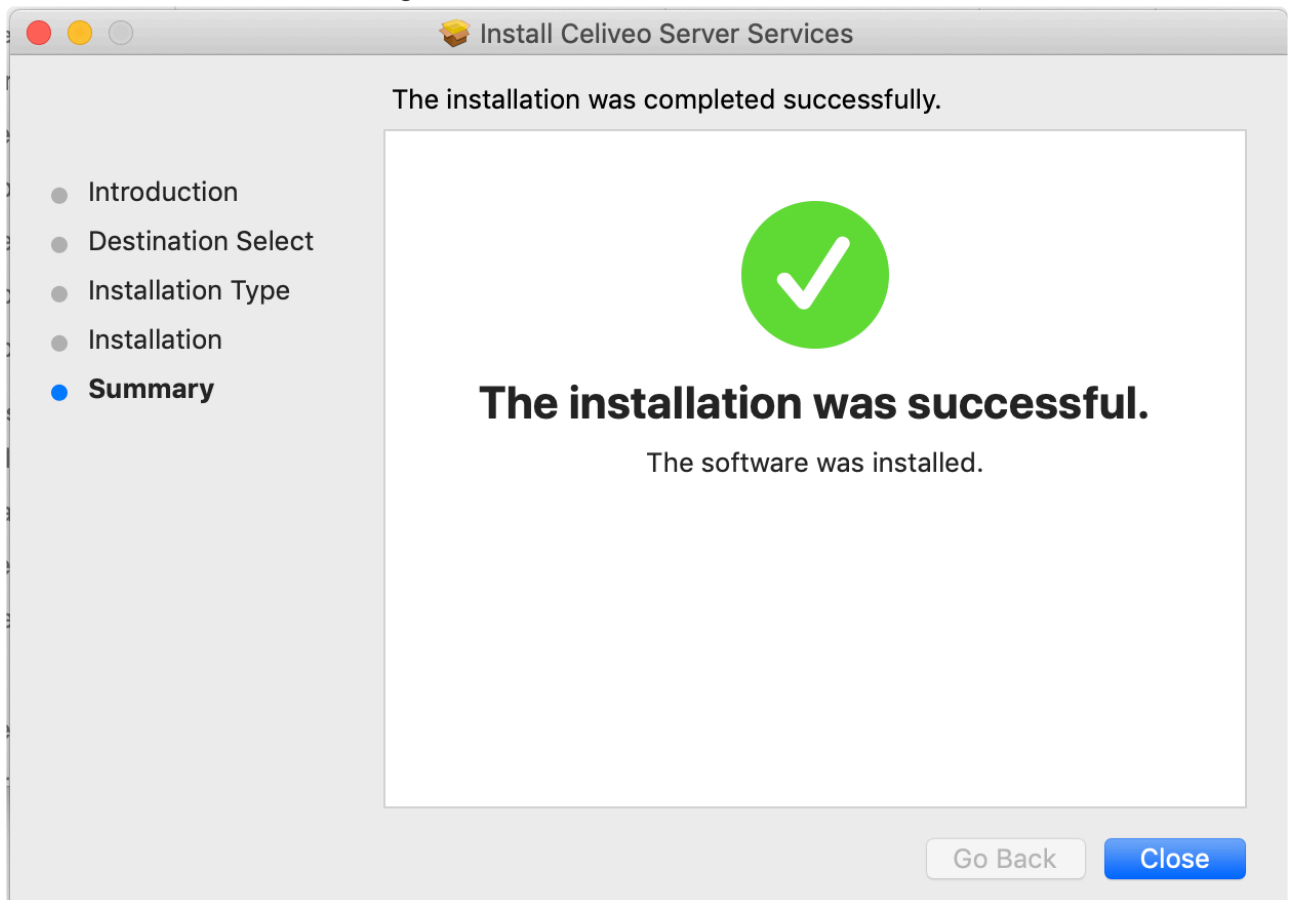 Install Celiveo Server Services
The installation was completed successfully.
Introduction
Destination Select
Installation Type
Installation
Summary
The installation was successful.
The software was installed.
Go Back
Close